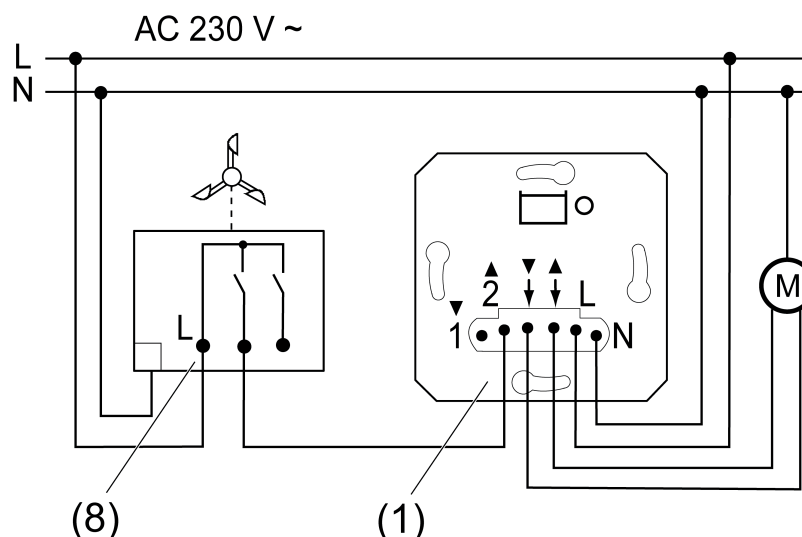 AC 230 V ~
L
N
▲ ▼ ▲
▼ 2 L
L 1 N
M
(8) (1)